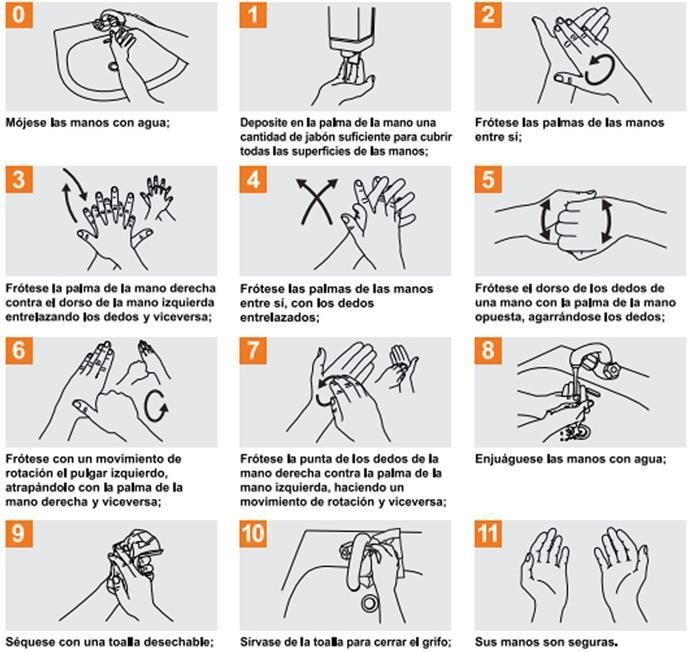 0
Mójese las manos con agua;
1
Deposite en la palma de la mano una
cantidad de jabón suficiente para cubrir
todas las superficies de las manos;
2
Frótese las palmas de las manos
entre sí;
3
Frótese la palma de la mano derecha
contra el dorso de la mano izquierda
entrelazando los dedos y viceversa;
4
Frótese las palmas de las manos
entre sí, con los dedos
entrelazados;
5
Frótese el dorso de los dedos de
una mano con la palma de la mano
opuesta, agarrándose los dedos;
6
Frótese con un movimiento de
rotación el pulgar izquierdo,
atrapándolo con la palma de la
mano derecha y viceversa;
7
Frótese la punta de los dedos de la
mano derecha contra la palma de la
mano izquierda, haciendo un
movimiento de rotación y viceversa;
8
Enjuáguese las manos con agua;
9
Séquese con una toalla desechable;
10
Sírvase de la toalla para cerrar el grifo;
11
Sus manos son seguras.